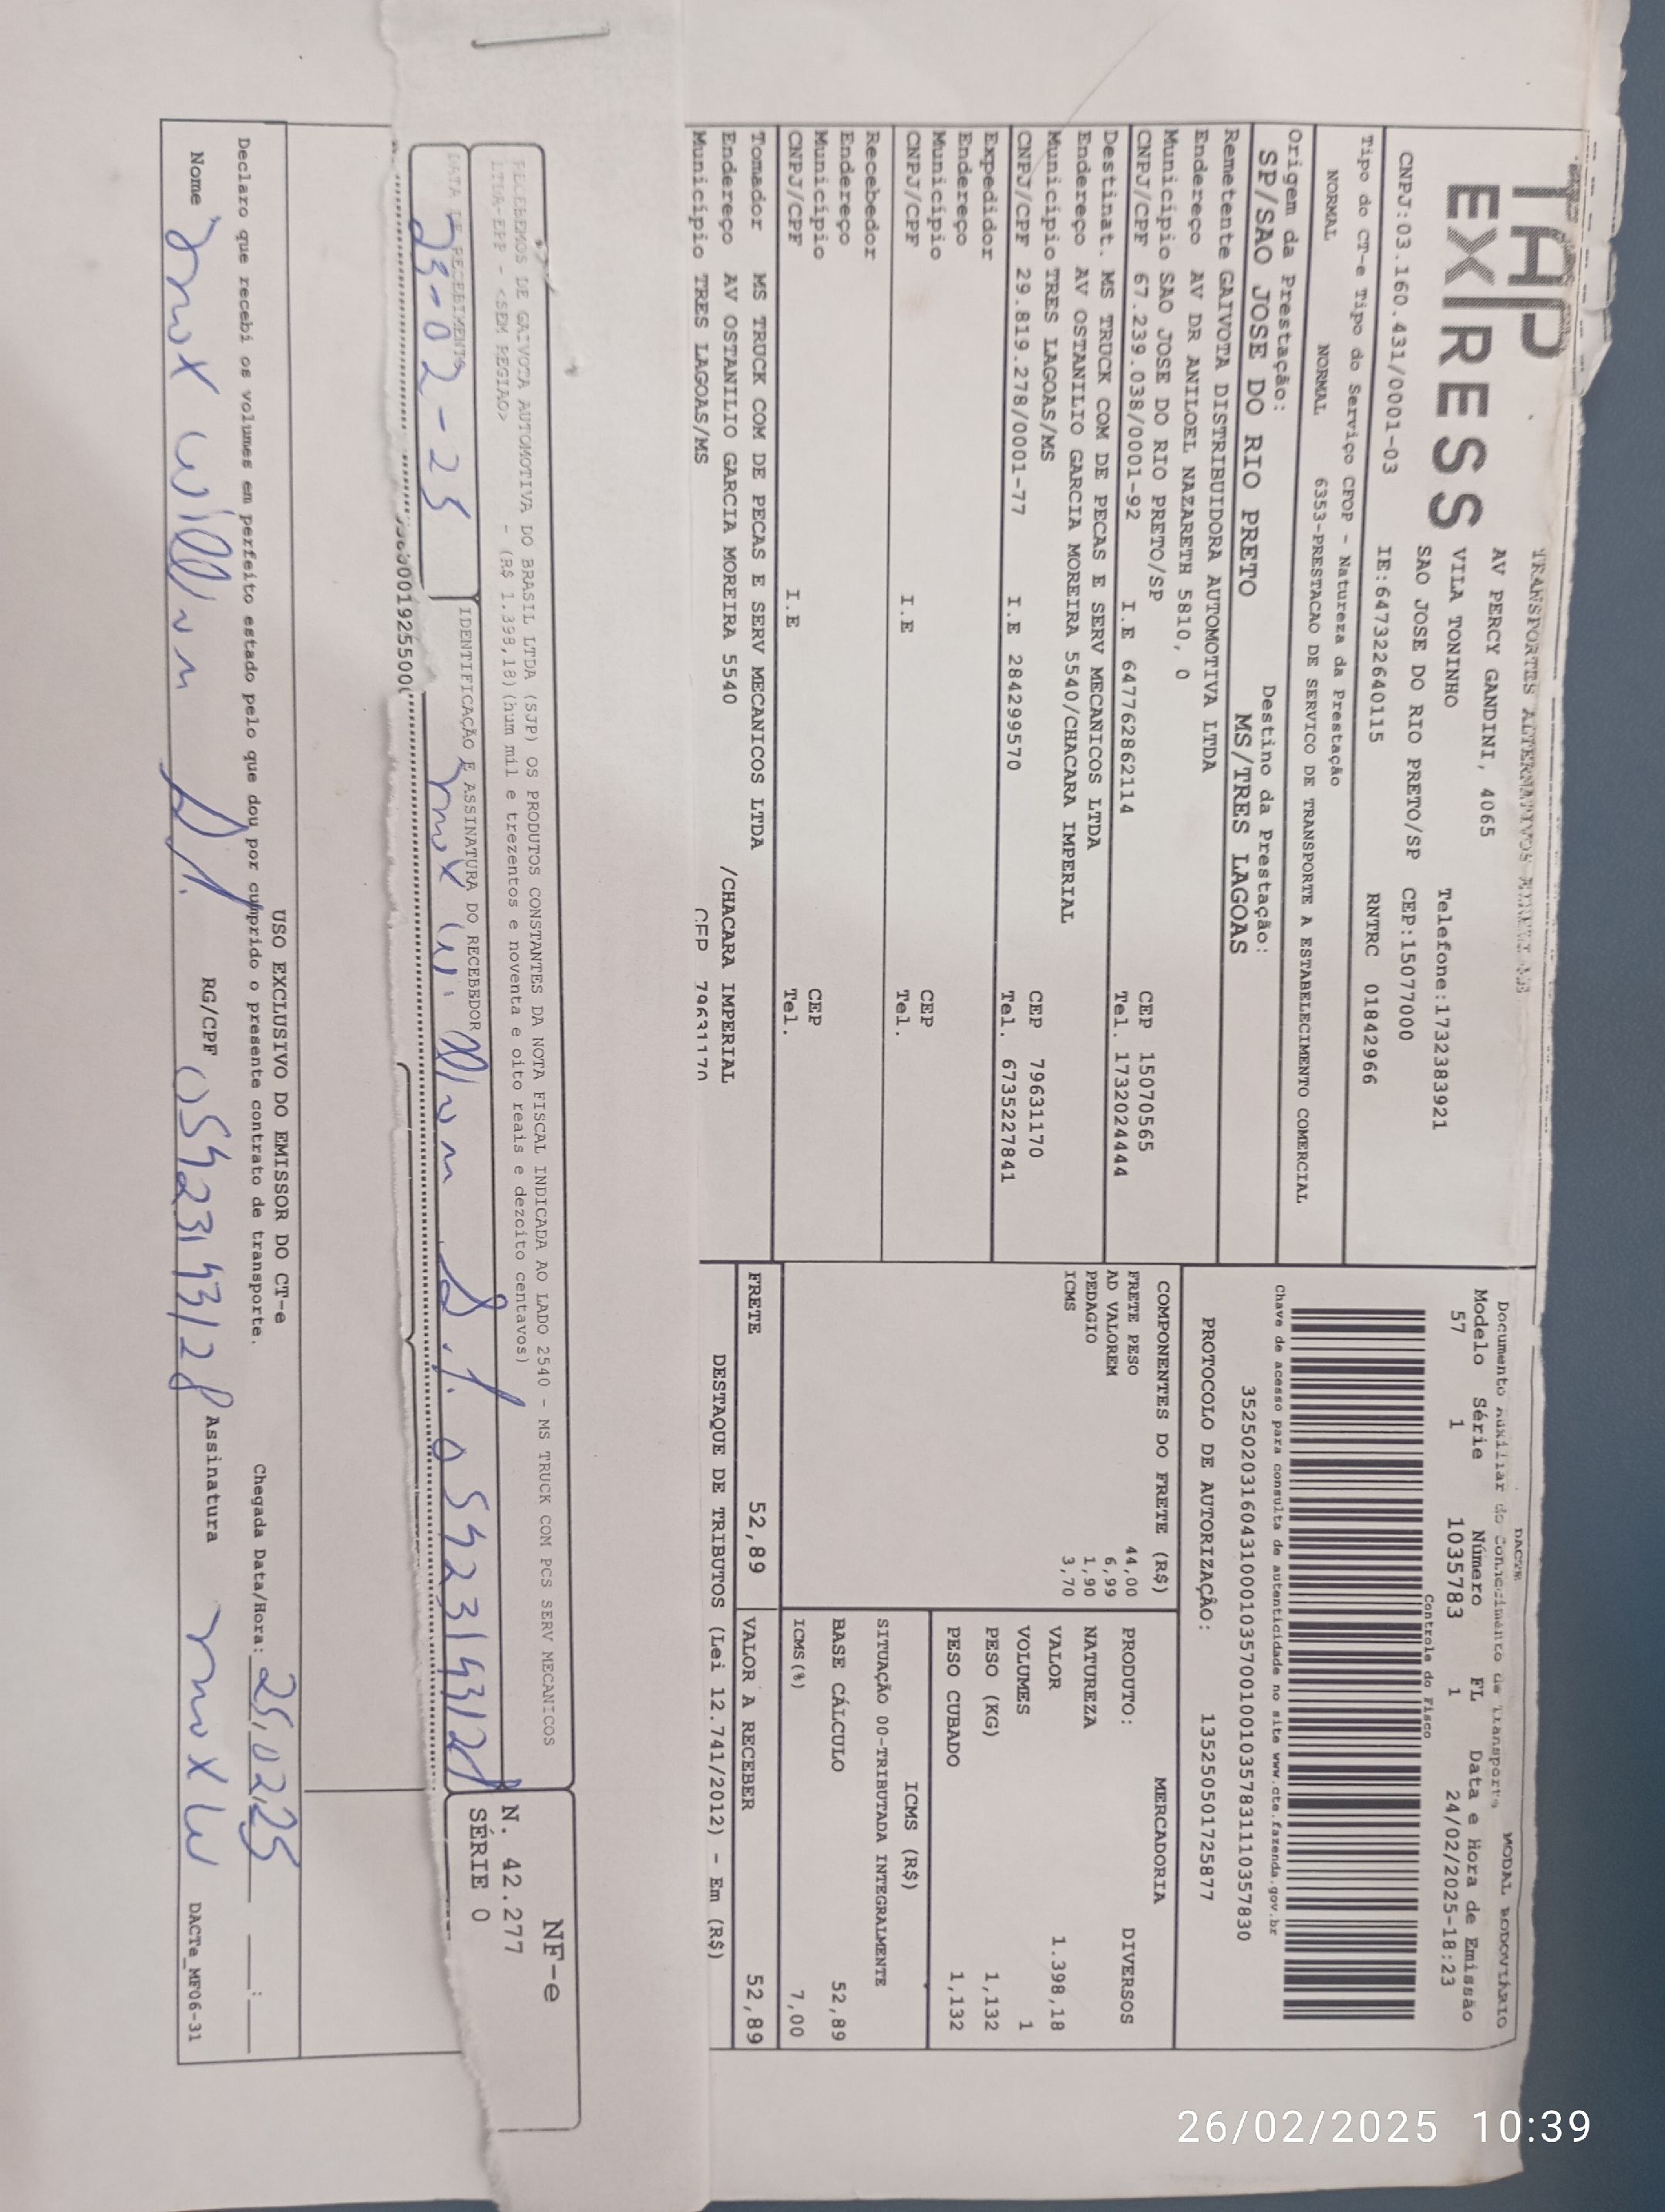 TAP
EXPRESS
TRANSPORTES ALTERNATIVOS
AV PERCY GANDINI, 4065
VILA TONINHO
SAO JOSE DO RIO PRETO/SP CEP:15077000
Telefone:1732383921
CNPJ:03.160.431/0001-03 IE:647322640115 RNTRC 01842966
Tipo do CT-e Tipo do Serviço CFOP - Natureza da Prestação
NORMAL NORMAL 6353-PRESTACAO DE SERVICO DE TRANSPORTE A ESTABELECIMENTO COMERCIAL
Origem da Prestação: Destino da Prestação:
SP/SAO JOSE DO RIO PRETO MS/TRES LAGOAS
DACTE MODAL RODOVIÁRIO
Documento Auxiliar do Conhecimento de Transporte
Modelo Série Número FL Data e Hora de Emissão
57 1 1035783 1 24/02/2025-18:23
Controle do Fisco
Chave de acesso para consulta de autenticidade no site www.cte.fazenda.gov.br
35250203160431000103570010010357831110357830
PROTOCOLO DE AUTORIZAÇÃO: 135250501725877
Remetente GAIVOTA DISTRIBUIDORA AUTOMOTIVA LTDA
Endereço AV DR ANILOEL NAZARETH 5810, 0
Município SAO JOSE DO RIO PRETO/SP CEP 15070565
CNPJ/CPF 67.239.038/0001-92 I.E 647762862114 Tel. 1732024444
Destinat. MS TRUCK COM DE PECAS E SERV MECANICOS LTDA
Endereço AV OSTANILIO GARCIA MOREIRA 5540/CHACARA IMPERIAL
Município TRES LAGOAS/MS CEP 79631170
CNPJ/CPF 29.819.278/0001-77 I.E 284299570 Tel. 6735227841
Expedidor
Endereço
Município CEP
CNPJ/CPF I.E Tel.
Recebedor
Endereço
Município CEP
CNPJ/CPF I.E Tel.
Tomador MS TRUCK COM DE PECAS E SERV MECANICOS LTDA
Endereço AV OSTANILIO GARCIA MOREIRA 5540 /CHACARA IMPERIAL
Município TRES LAGOAS/MS CEP 79631170
COMPONENTES DO FRETE (R$)
FRETE PESO 44,00
AD VALOREM 6,99
PEDAGIO 1,90
ICMS 3,70
MERCADORIA
PRODUTO: DIVERSOS
NATUREZA
VALOR 1.398,18
VOLUMES 1
PESO (KG) 1,132
PESO CUBADO 1,132
ICMS (R$)
SITUAÇÃO 00-TRIBUTADA INTEGRALMENTE
BASE CÁLCULO 52,89
ICMS(%) 7,00
FRETE 52,89 VALOR A RECEBER 52,89
DESTAQUE DE TRIBUTOS (Lei 12.741/2012) - Em (R$)
RECEBEMOS DE GAIVOTA AUTOMOTIVA DO BRASIL LTDA (SJP) OS PRODUTOS CONSTANTES DA NOTA FISCAL INDICADA AO LADO 2540 - MS TRUCK COM PCS SERV MECANICOS
LTDA-EPP - <SEM REGIAO> - (R$ 1.398,18)(hum mil e trezentos e noventa e oito reais e dezoito centavos)
NF-e
N. 42.277
SÉRIE 0
DATA DE RECEBIMENTO IDENTIFICAÇÃO E ASSINATURA DO RECEBEDOR
25-02-25
USO EXCLUSIVO DO EMISSOR DO CT-e
Declaro que recebi os volumes em perfeito estado pelo que dou por cumprido o presente contrato de transporte. Chegada Data/Hora: 25/02/25
Nome RG/CPF Assinatura
DACTe_MF06-31
26/02/2025 10:39